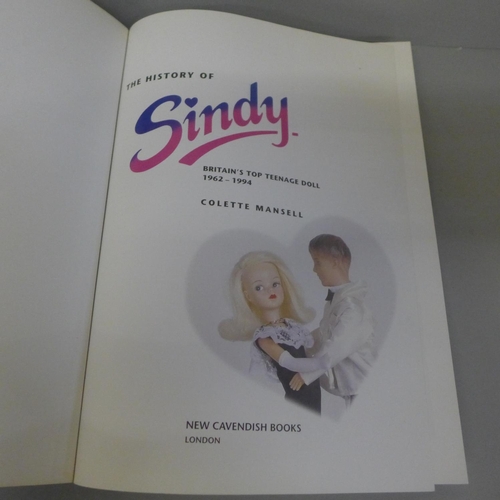 THE HISTORY OF
Sindy
BRITAIN'S TOP TEENAGE DOLL
1962 – 1994
COLETTE MANSELL
NEW CAVENDISH BOOKS
LONDON